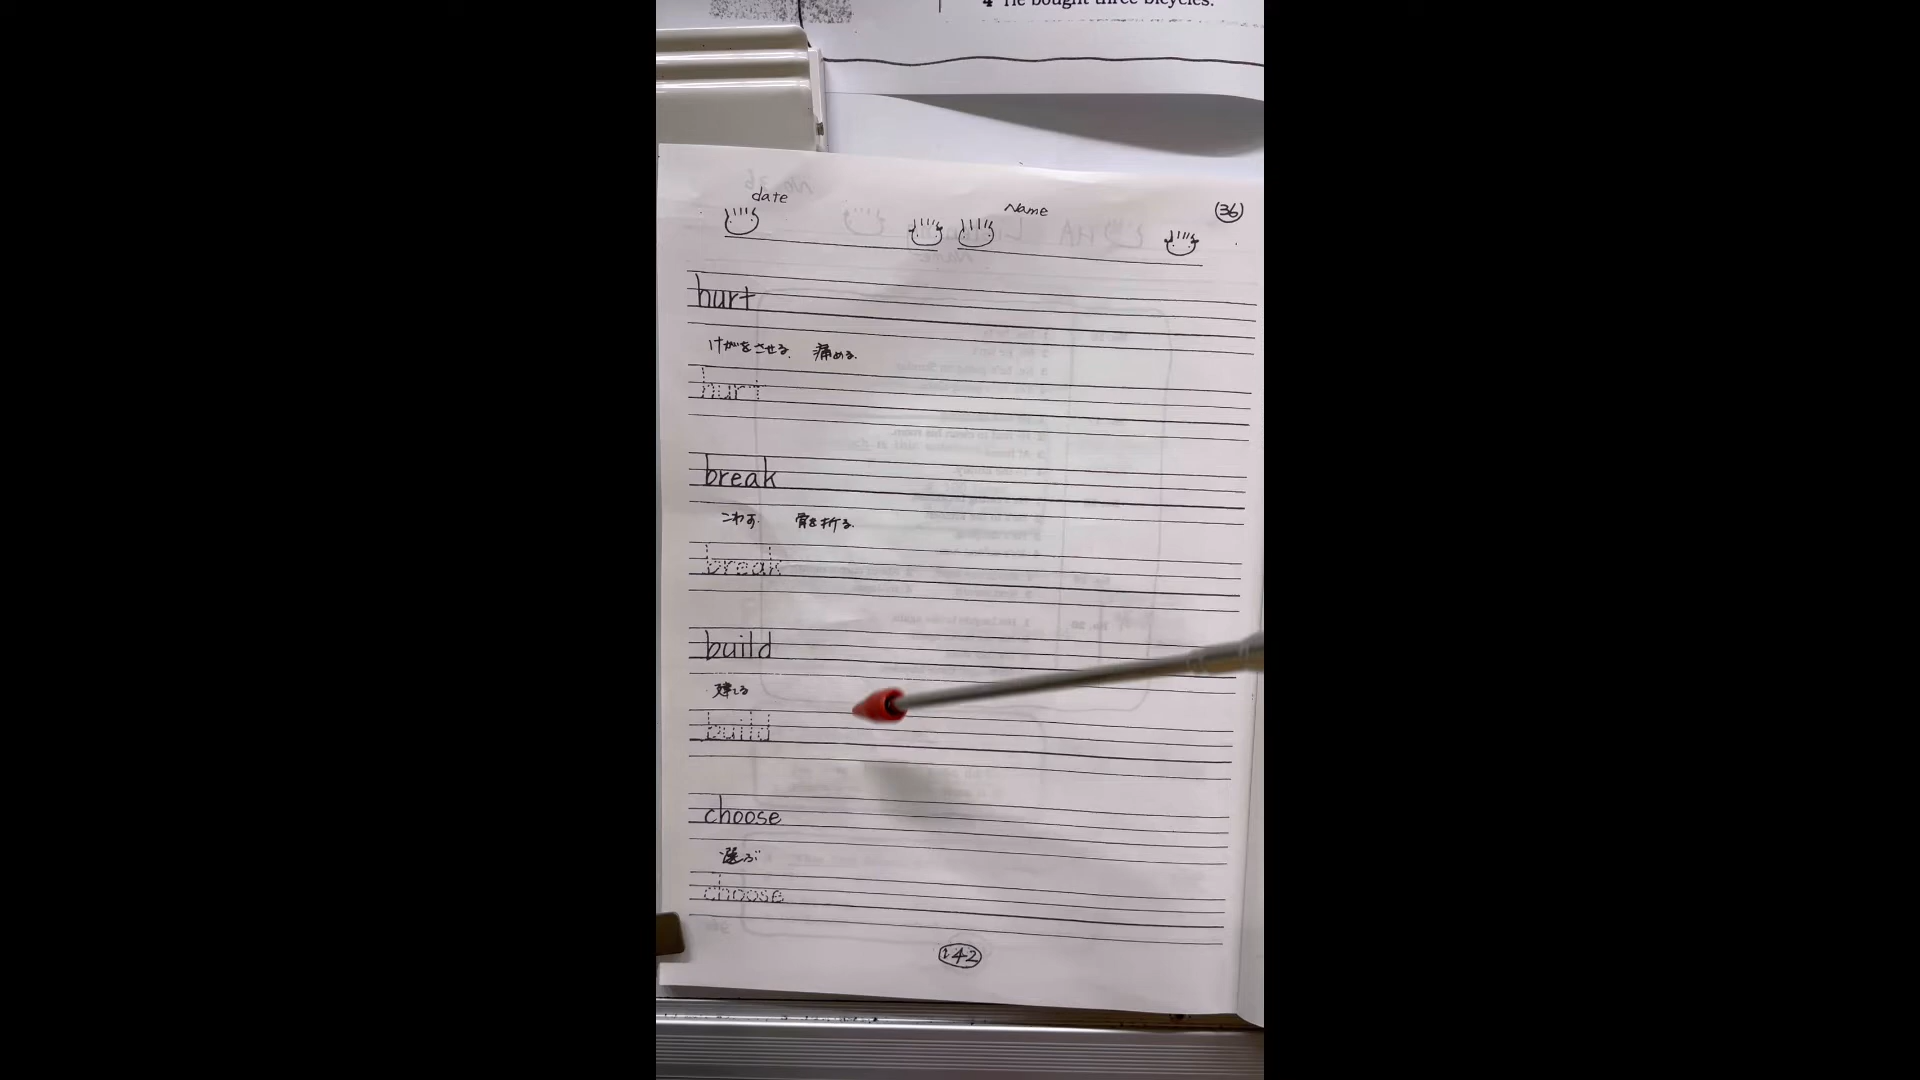 4 He bought three bicycles.
date
Name
36
hurt
けがをさせる. 痛める.
hurt
break
こわす. 骨を折る.
break
build
建てる
build
choose
選ぶ
choose
142